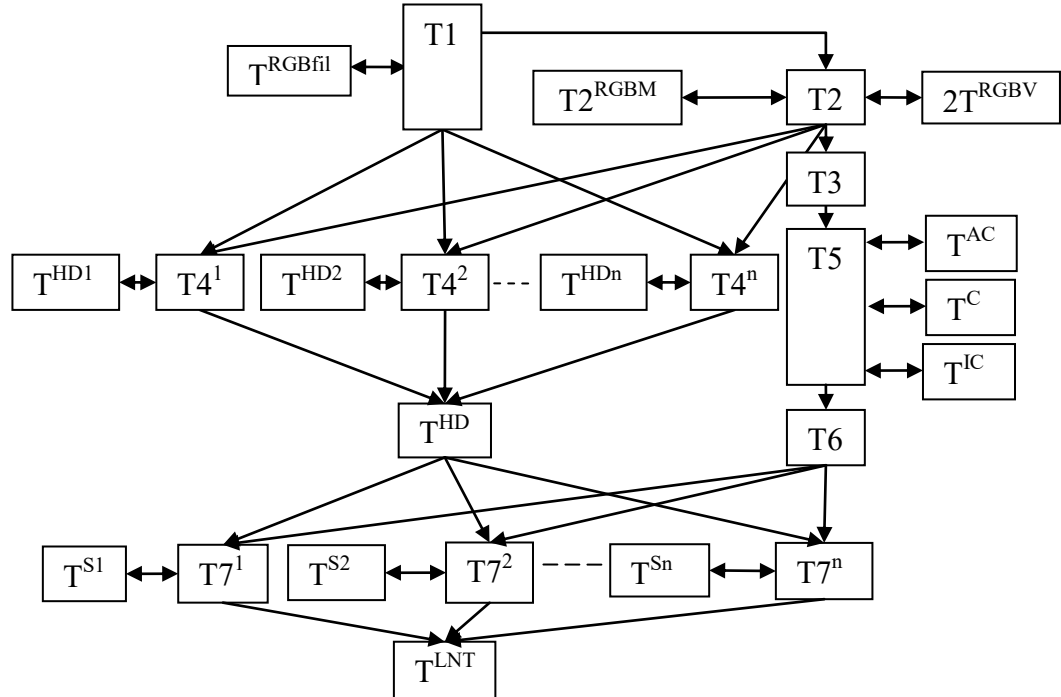 T1
T^RGBfil
T2^RGBM
T2
2T^RGBV
T3
T^HD1
T4^1
T^HD2
T4^2
T^HDn
T4^n
T5
T^AC
T^C
T^IC
T^HD
T6
T^S1
T7^1
T^S2
T7^2
T^Sn
T7^n
T^LNT